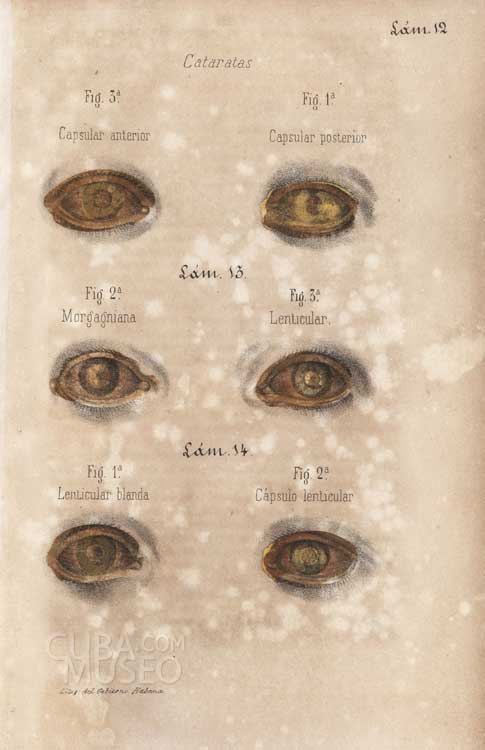 Lám. 12
Cataratas
Fig. 3ª.
Capsular anterior
Fig. 1ª
Capsular posterior
Lám. 13.
Fig. 2ª.
Morgagniana
Fig. 3ª
Lenticular.
Lám. 14.
Fig. 1ª
Lenticular blanda
Fig. 2ª
Cápsulo lenticular
CUBA.COM
MUSEO
Litog. del Gobierno. Habana